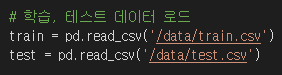 # 학습, 테스트 데이터 로드
train = pd.read_csv('/data/train.csv')
test = pd.read_csv('/data/test.csv')